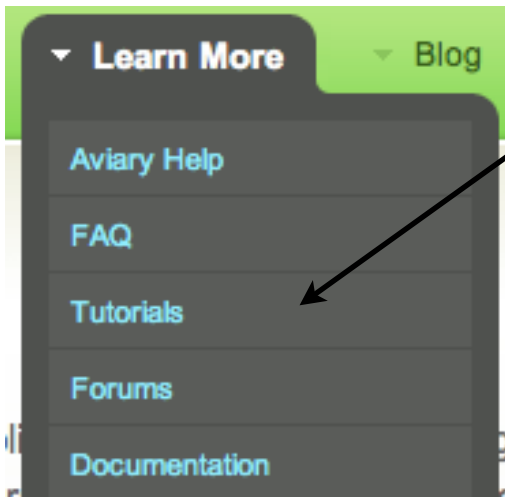 Learn More Blog
Aviary Help
FAQ
Tutorials
Forums
Documentation